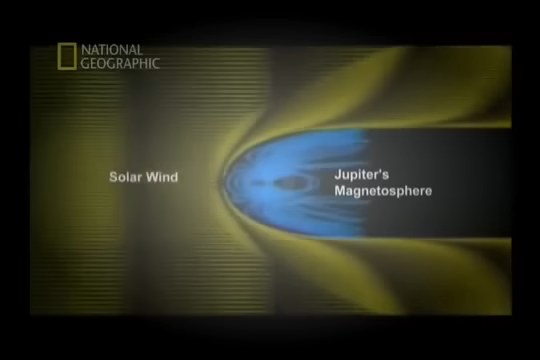 NATIONAL
GEOGRAPHIC
Solar Wind
Jupiter's
Magnetosphere